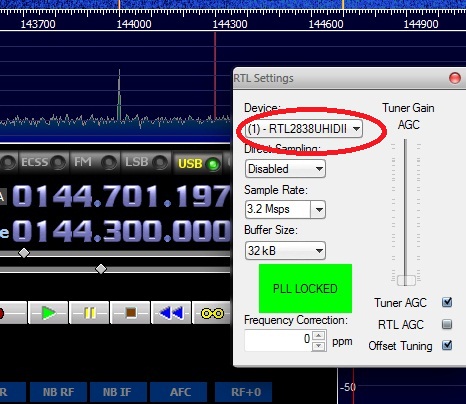 143700 144000 144300 144600 144900
RTL Settings
Device:
(1) - RTL2838UHIDII
Tuner Gain
AGC
Direct Sampling:
Disabled
Sample Rate:
3.2 Msps
Buffer Size:
32 kB
PLL LOCKED
Frequency Correction:
0 ppm
Tuner AGC
RTL AGC
Offset Tuning
ECSS FM LSB USB
A 0144.701.197
e 0144.300.000
R NB RF NB IF AFC RF+0
-50